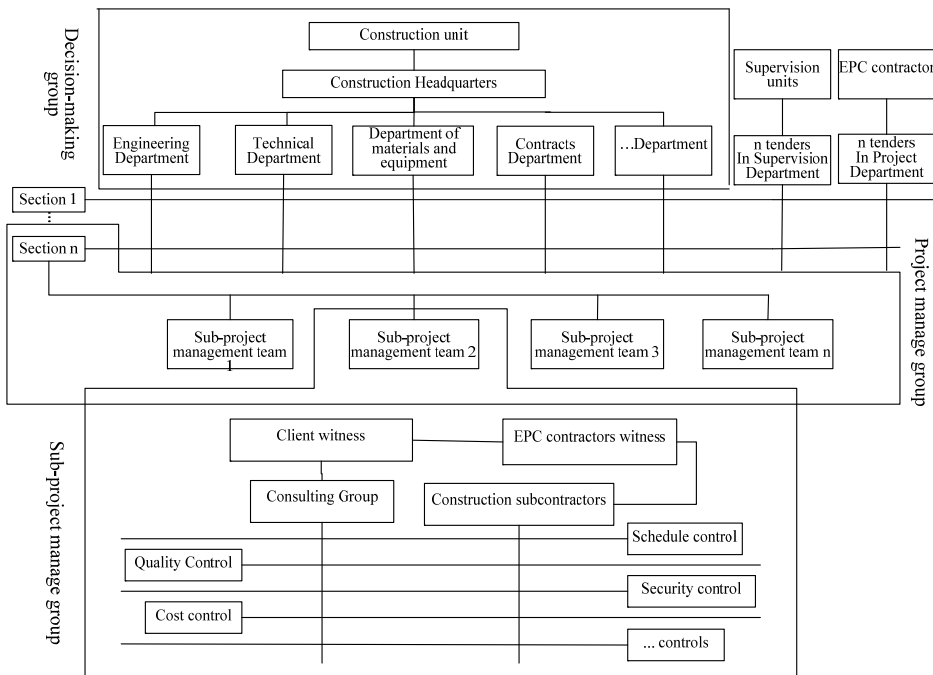 Decision-making
group
Construction unit
Construction Headquarters
Engineering
Department
Technical
Department
Department of
materials and
equipment
Contracts
Department
...Department
Supervision
units
EPC contractor
n tenders
In Supervision
Department
n tenders
In Project
Department
Section 1
Section n
Project manage group
Sub-project
management team
1
Sub-project
management team 2
Sub-project
management team 3
Sub-project
management team n
Sub-project manage group
Client witness
EPC contractors witness
Consulting Group
Construction subcontractors
Schedule control
Quality Control
Security control
Cost control
... controls